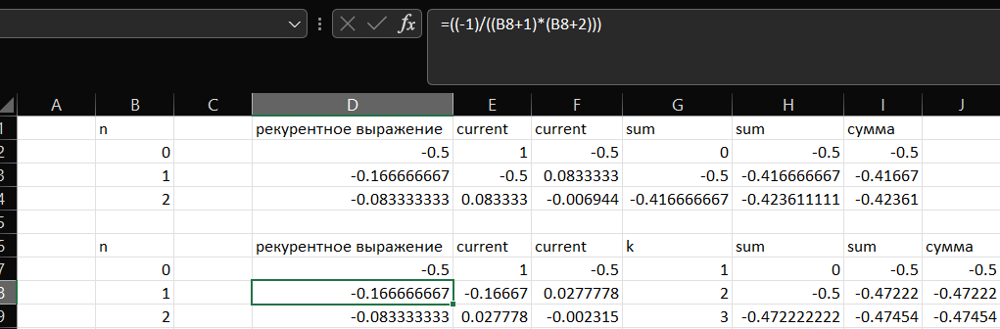 fx =((-1)/((B8+1)*(B8+2)))
A B C D E F G H I J
1 n рекурентное выражение current current sum sum сумма
2 0 -0.5 1 -0.5 0 -0.5 -0.5
3 1 -0.166666667 -0.5 0.0833333 -0.5 -0.416666667 -0.41667
4 2 -0.083333333 0.083333 -0.006944 -0.416666667 -0.423611111 -0.42361
5
6 n рекурентное выражение current current k sum sum сумма
7 0 -0.5 1 -0.5 1 0 -0.5 -0.5
8 1 -0.166666667 -0.16667 0.0277778 2 -0.5 -0.47222 -0.47222
9 2 -0.083333333 0.027778 -0.002315 3 -0.472222222 -0.47454 -0.47454